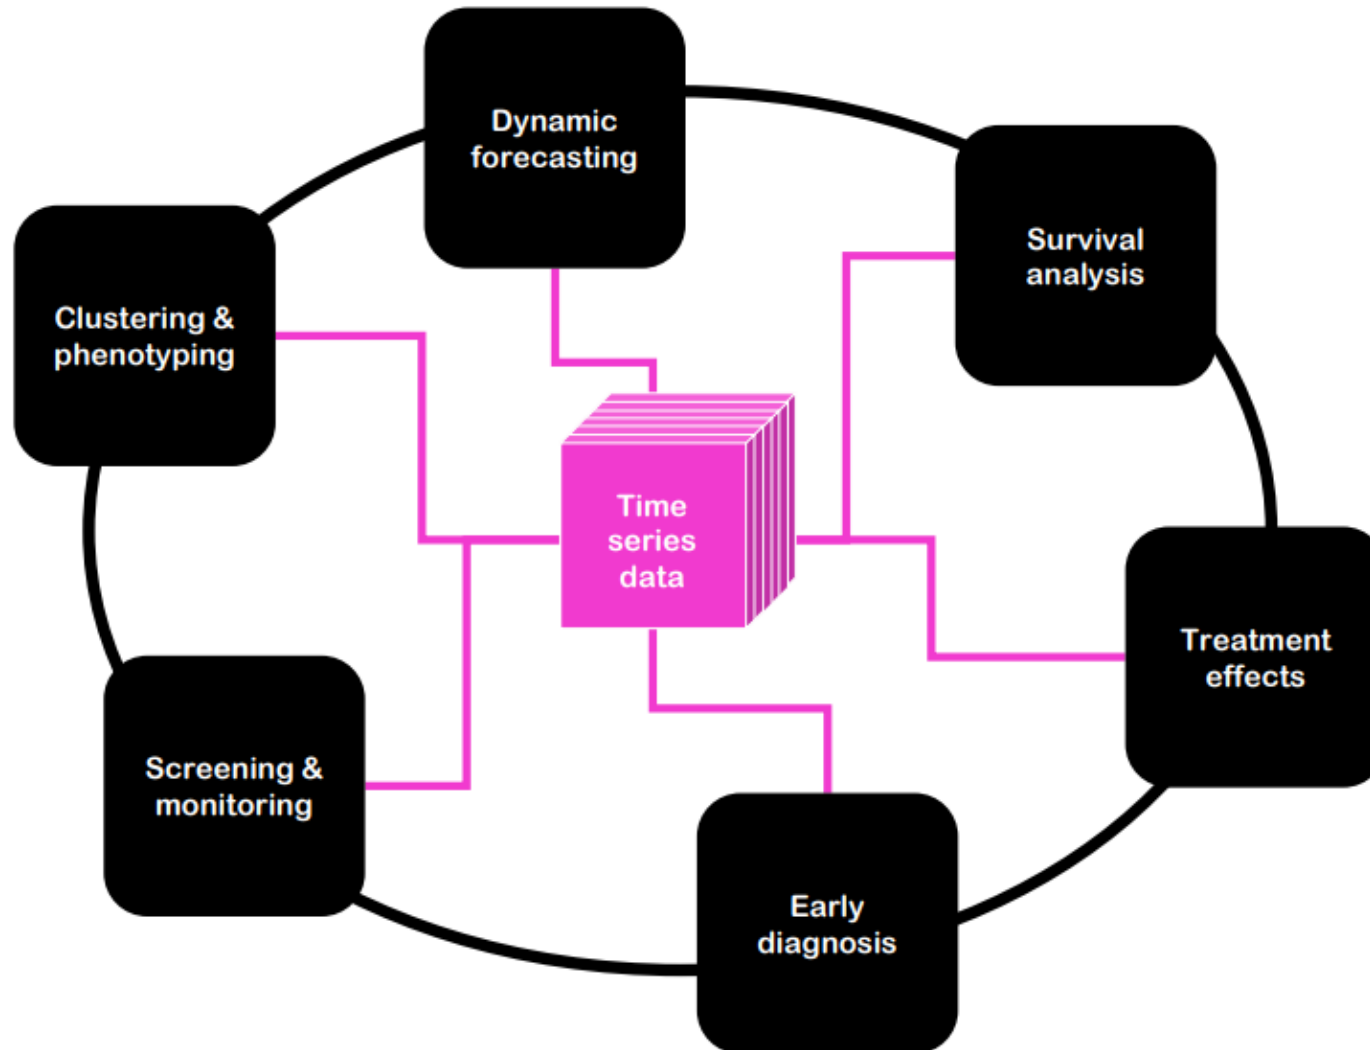 Dynamic
forecasting
Survival
analysis
Clustering &
phenotyping
Time
series
data
Treatment
effects
Screening &
monitoring
Early
diagnosis